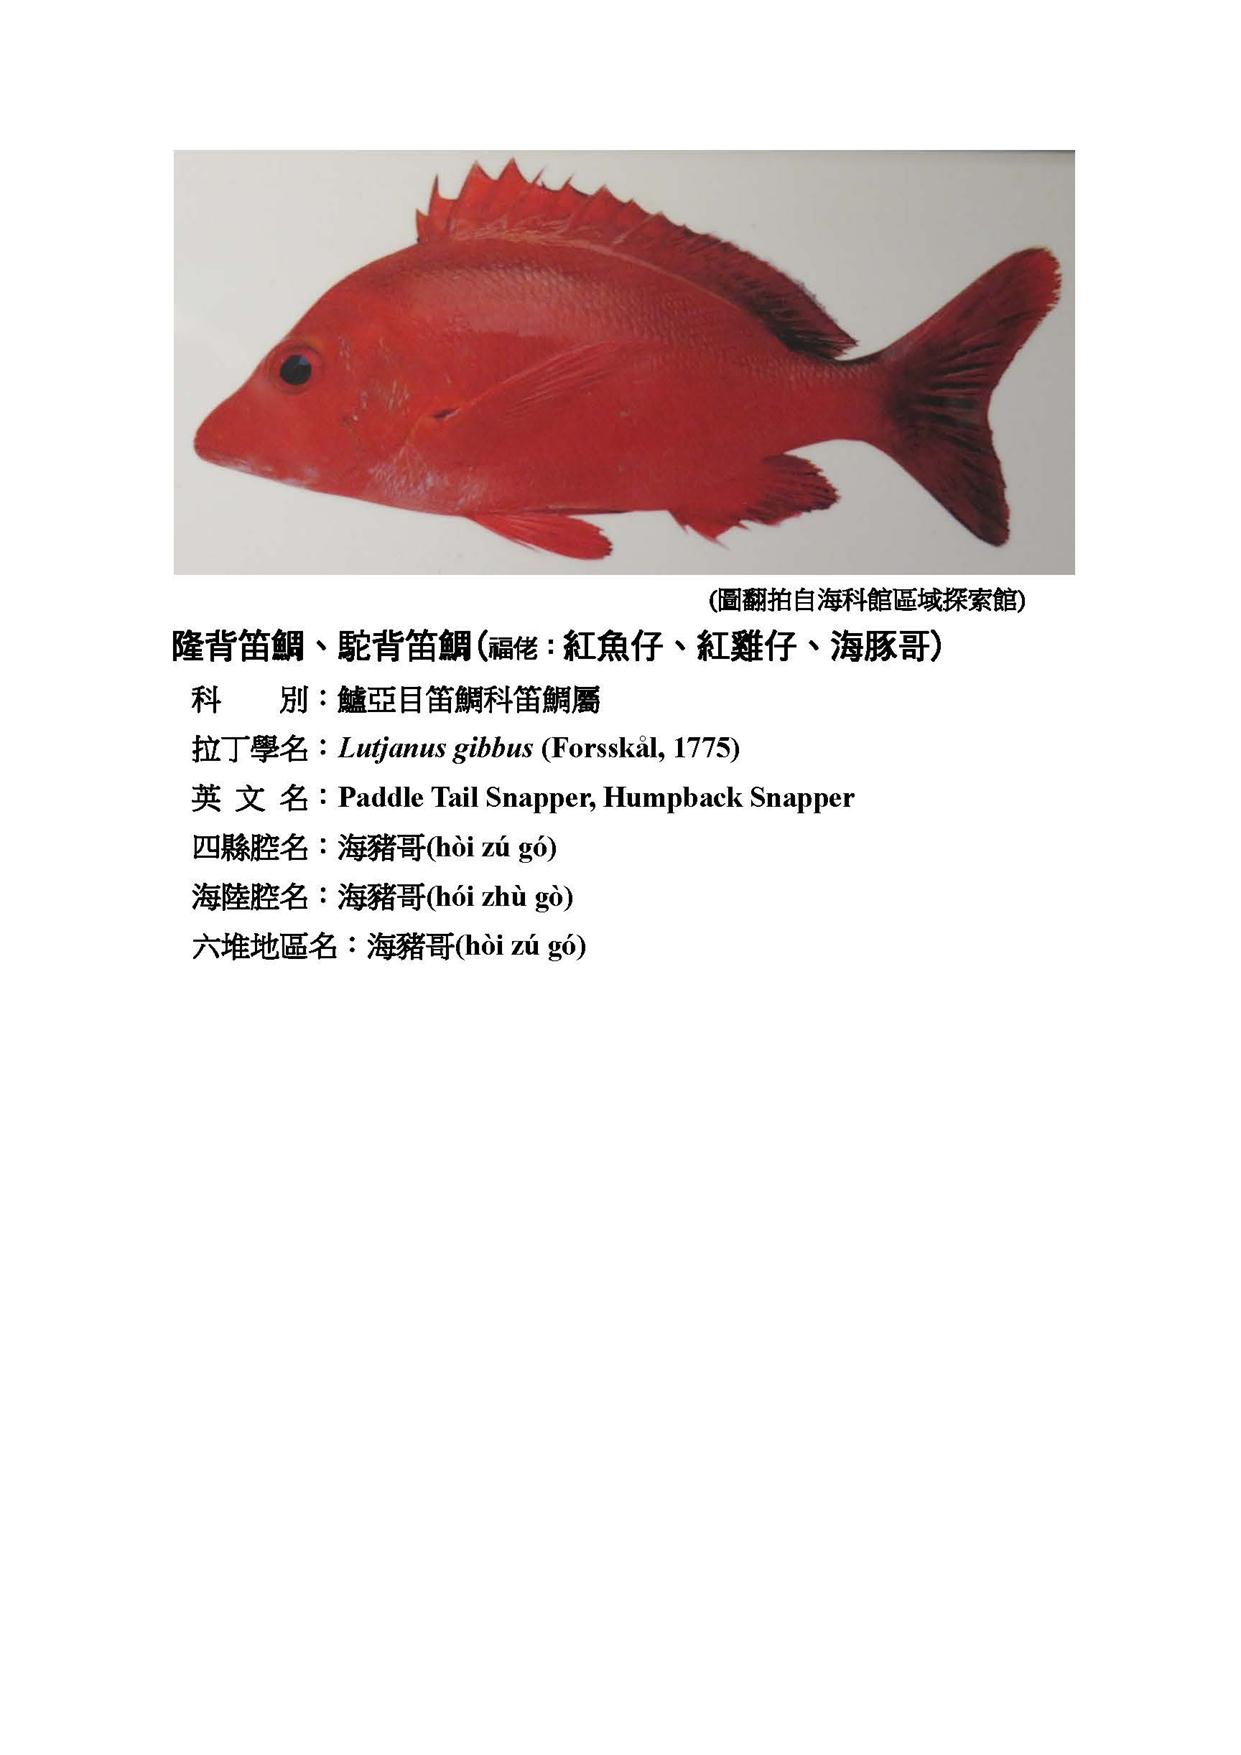 (圖翻拍自海科館區域探索館)
隆背笛鯛、駝背笛鯛(福佬：紅魚仔、紅雞仔、海豚哥)
科　　別：鱸亞目笛鯛科笛鯛屬
拉丁學名：Lutjanus gibbus (Forsskål, 1775)
英 文 名：Paddle Tail Snapper, Humpback Snapper
四縣腔名：海豬哥(hòi zú gó)
海陸腔名：海豬哥(hói zhù gò)
六堆地區名：海豬哥(hòi zú gó)